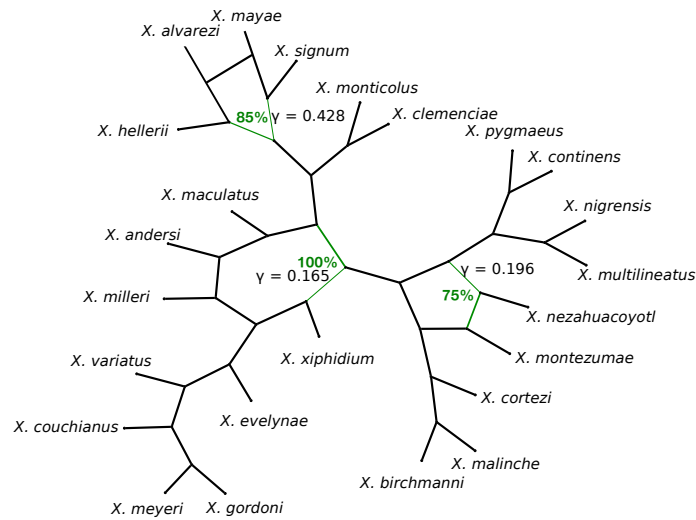 X. mayae
X. alvarezi
X. signum
X. monticolus
85% γ = 0.428
X. clemenciae
X. hellerii
X. pygmaeus
X. continens
X. maculatus
X. nigrensis
X. andersi
100%
γ = 0.165
γ = 0.196
X. multilineatus
X. milleri
75%
X. nezahuacoyotl
X. xiphidium
X. montezumae
X. variatus
X. cortezi
X. evelynae
X. couchianus
X. malinche
X. birchmanni
X. meyeri
X. gordoni